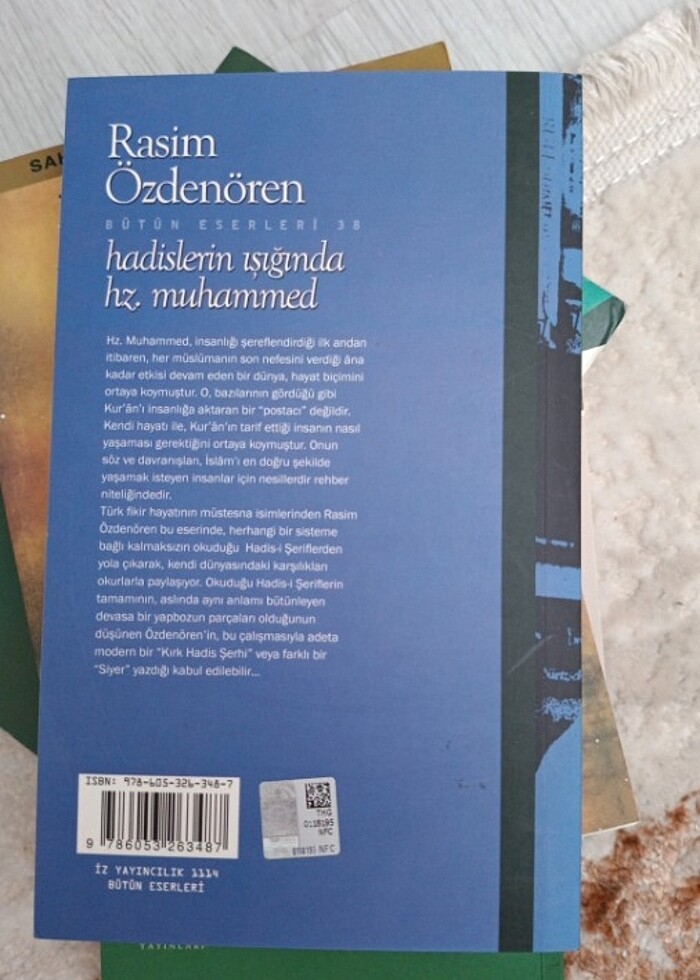 SAH
Rasim
Özdenören
BÜTÜN ESERLERİ 38
hadislerin ışığında
hz. muhammed
Hz. Muhammed, insanlığı şereflendirdiği ilk andan
itibaren, her müslümanın son nefesini verdiği âna
kadar etkisi devam eden bir dünya, hayat biçimini
ortaya koymuştur. O, bazılarının gördüğü gibi
Kur'ân'ı insanlığa aktaran bir "postacı" değildir.
Kendi hayatı ile, Kur'ân'ın tarif ettiği insanın nasıl
yaşaması gerektiğini ortaya koymuştur. Onun
söz ve davranışları, İslâm'ı en doğru şekilde
yaşamak isteyen insanlar için nesillerdir rehber
niteliğindedir.
Türk fikir hayatının müstesna isimlerinden Rasim
Özdenören bu eserinde, herhangi bir sisteme
bağlı kalmaksızın okuduğu Hadis-i Şeriflerden
yola çıkarak, kendi dünyasındaki karşılıkları
okurlarla paylaşıyor. Okuduğu Hadis-i Şeriflerin
tamamının, aslında aynı anlamı bütünleyen
devasa bir yapbozun parçaları olduğunun
düşünen Özdenören'in, bu çalışmasıyla adeta
modern bir "Kırk Hadis Şerhi" veya farklı bir
"Siyer" yazdığı kabul edilebilir...
ISBN: 978-605-326-348-7
9 786053 263487
THG
0118195
NFC
İZ YAYINCILIK 1114
BÜTÜN ESERLERİ
YAYINLARI